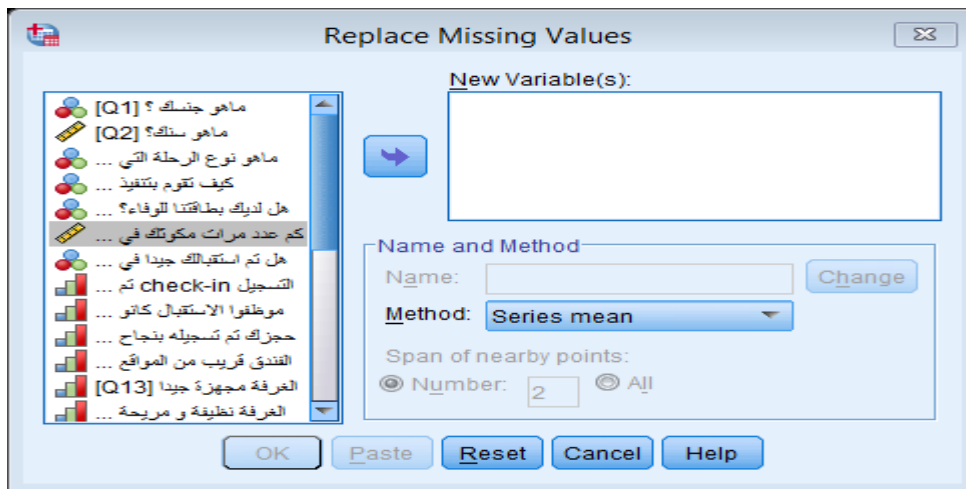 Replace Missing Values
ماهو جنسك ؟ [Q1]
ماهو سنك؟ [Q2]
ماهو نوع الرحلة التي ...
كيف تقوم بتنفيذ ...
هل لديك بطاقتنا للوفاء؟ ...
كم عدد مرات مكوتك في ...
هل تم استقبالك جيدا في ...
التسجيل check-in تم ...
موظفوا الاستقبال كانو ...
حجزك تم تسجيله بنجاح ...
الفندق قريب من المواقع ...
الغرفة مجهزة جيدا [Q13]
الغرفة نظيفة و مريحة ...
New Variable(s):
Name and Method
Name:
Change
Method: Series mean
Span of nearby points:
Number: 2 All
OK Paste Reset Cancel Help